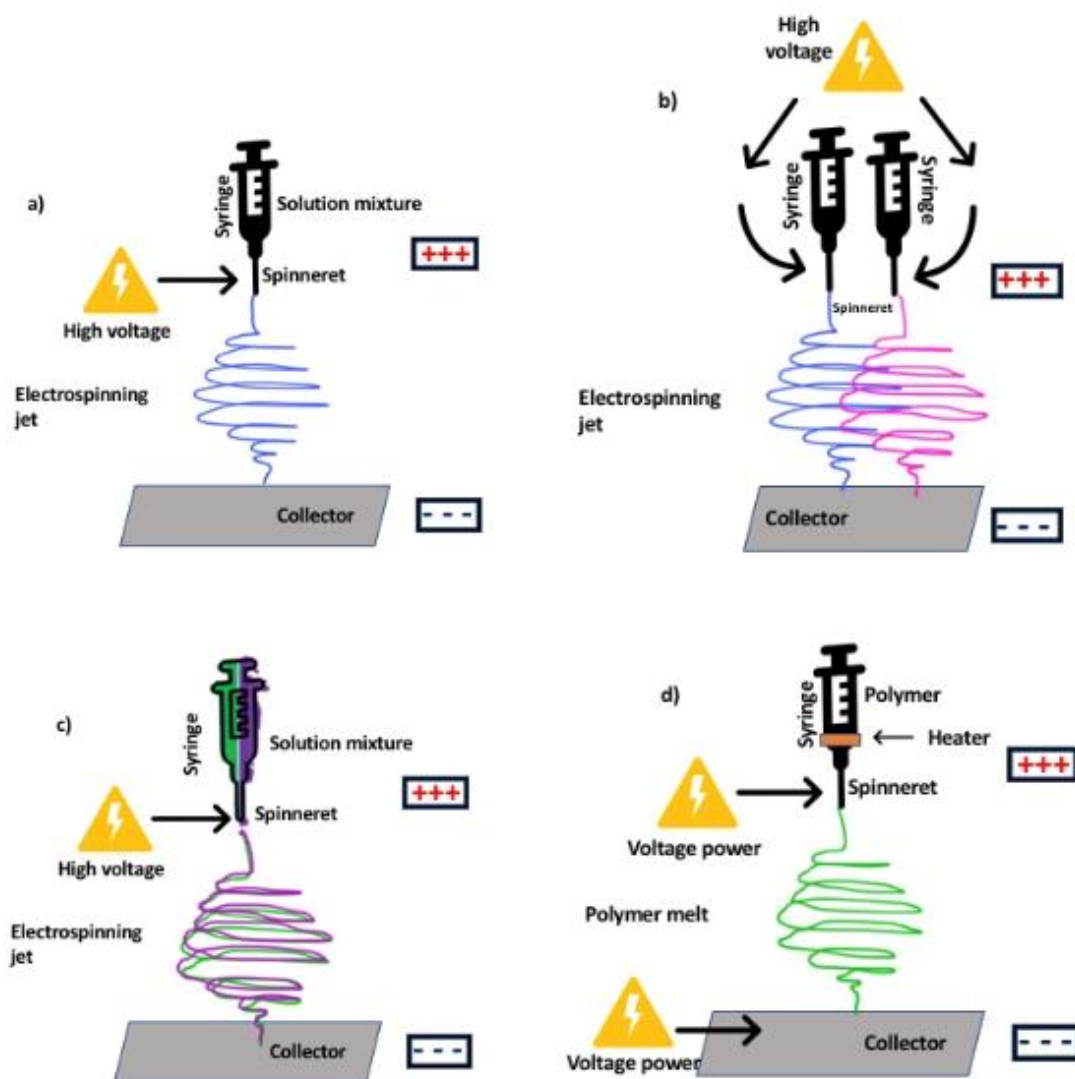 a)
Syringe
Solution mixture
+++
Spinneret
High voltage
Electrospinning
jet
Collector
- - -
High
voltage
b)
Syringe
Syringe
+++
Spinneret
Electrospinning
jet
Collector
- - -
c)
Syringe
Solution mixture
+++
Spinneret
High voltage
Electrospinning
jet
Collector
- - -
d)
Syringe
Polymer
Heater
+++
Spinneret
Voltage power
Polymer melt
Voltage power
Collector
- - -